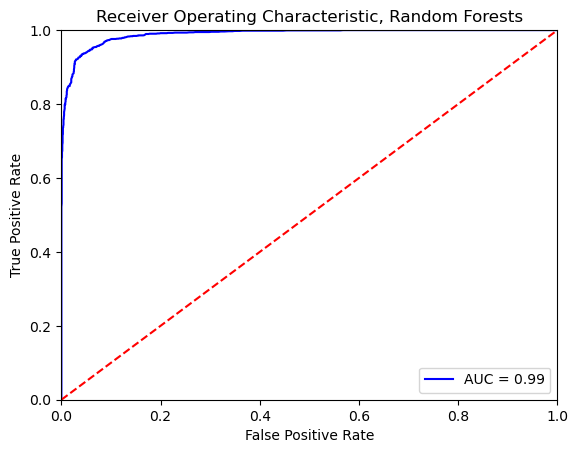 Receiver Operating Characteristic, Random Forests
1.0
0.8
0.6
0.4
0.2
0.0
True Positive Rate
AUC = 0.99
0.0 0.2 0.4 0.6 0.8 1.0
False Positive Rate